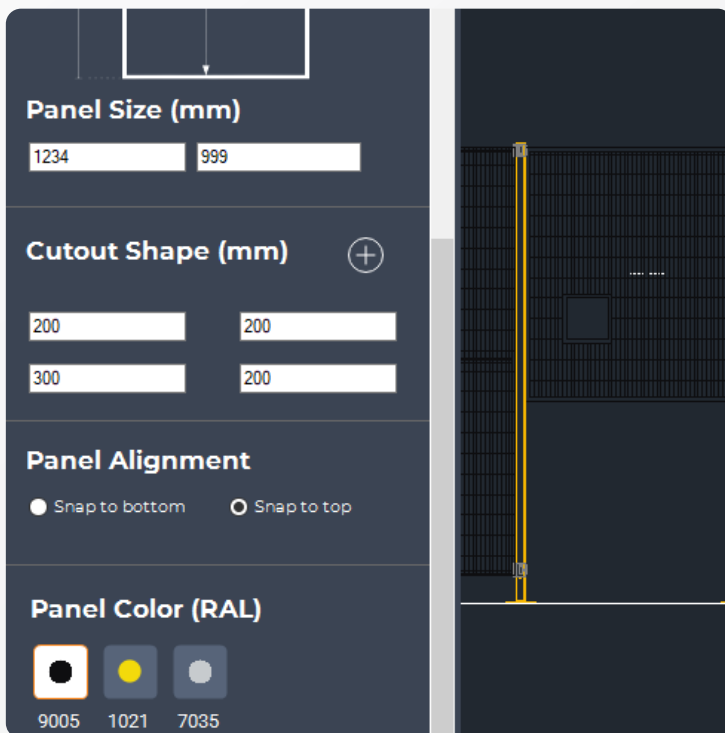 Panel Size (mm)
1234 999
Cutout Shape (mm)
200 200
300 200
Panel Alignment
Snap to bottom Snap to top
Panel Color (RAL)
9005 1021 7035